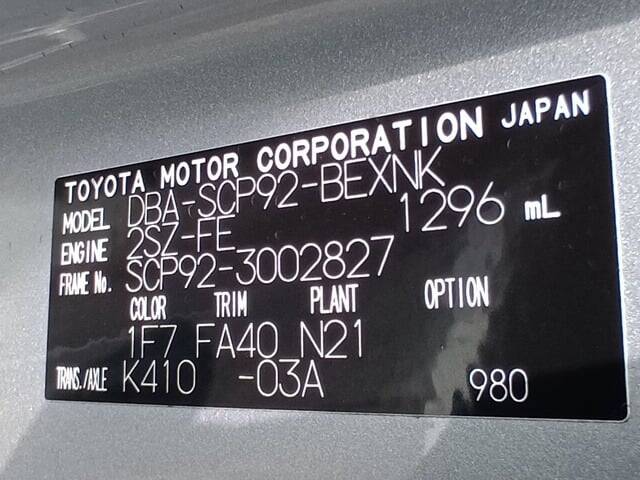 TOYOTA MOTOR CORPORATION JAPAN
MODEL DBA-SCP92-BEXNK
ENGINE 2SZ-FE 1296 mL
FRAME No. SCP92-3002827
COLOR TRIM PLANT OPTION
1F7 FA40 N21
TRANS./AXLE K410 -03A 980